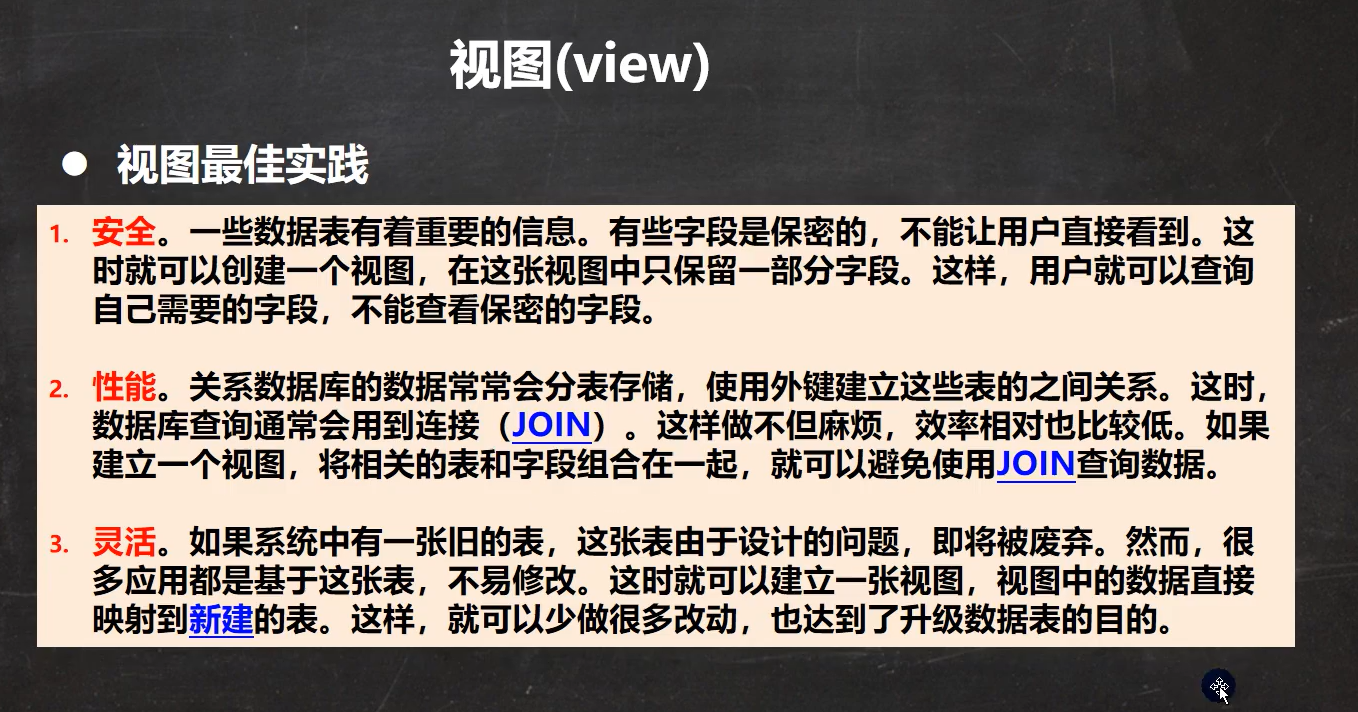 视图(view)
● 视图最佳实践
1. 安全。一些数据表有着重要的信息。有些字段是保密的，不能让用户直接看到。这
时就可以创建一个视图，在这张视图中只保留一部分字段。这样，用户就可以查询
自己需要的字段，不能查看保密的字段。
2. 性能。关系数据库的数据常常会分表存储，使用外键建立这些表的之间关系。这时，
数据库查询通常会用到连接（JOIN）。这样做不但麻烦，效率相对也比较低。如果
建立一个视图，将相关的表和字段组合在一起，就可以避免使用JOIN查询数据。
3. 灵活。如果系统中有一张旧的表，这张表由于设计的问题，即将被废弃。然而，很
多应用都是基于这张表，不易修改。这时就可以建立一张视图，视图中的数据直接
映射到新建的表。这样，就可以少做很多改动，也达到了升级数据表的目的。